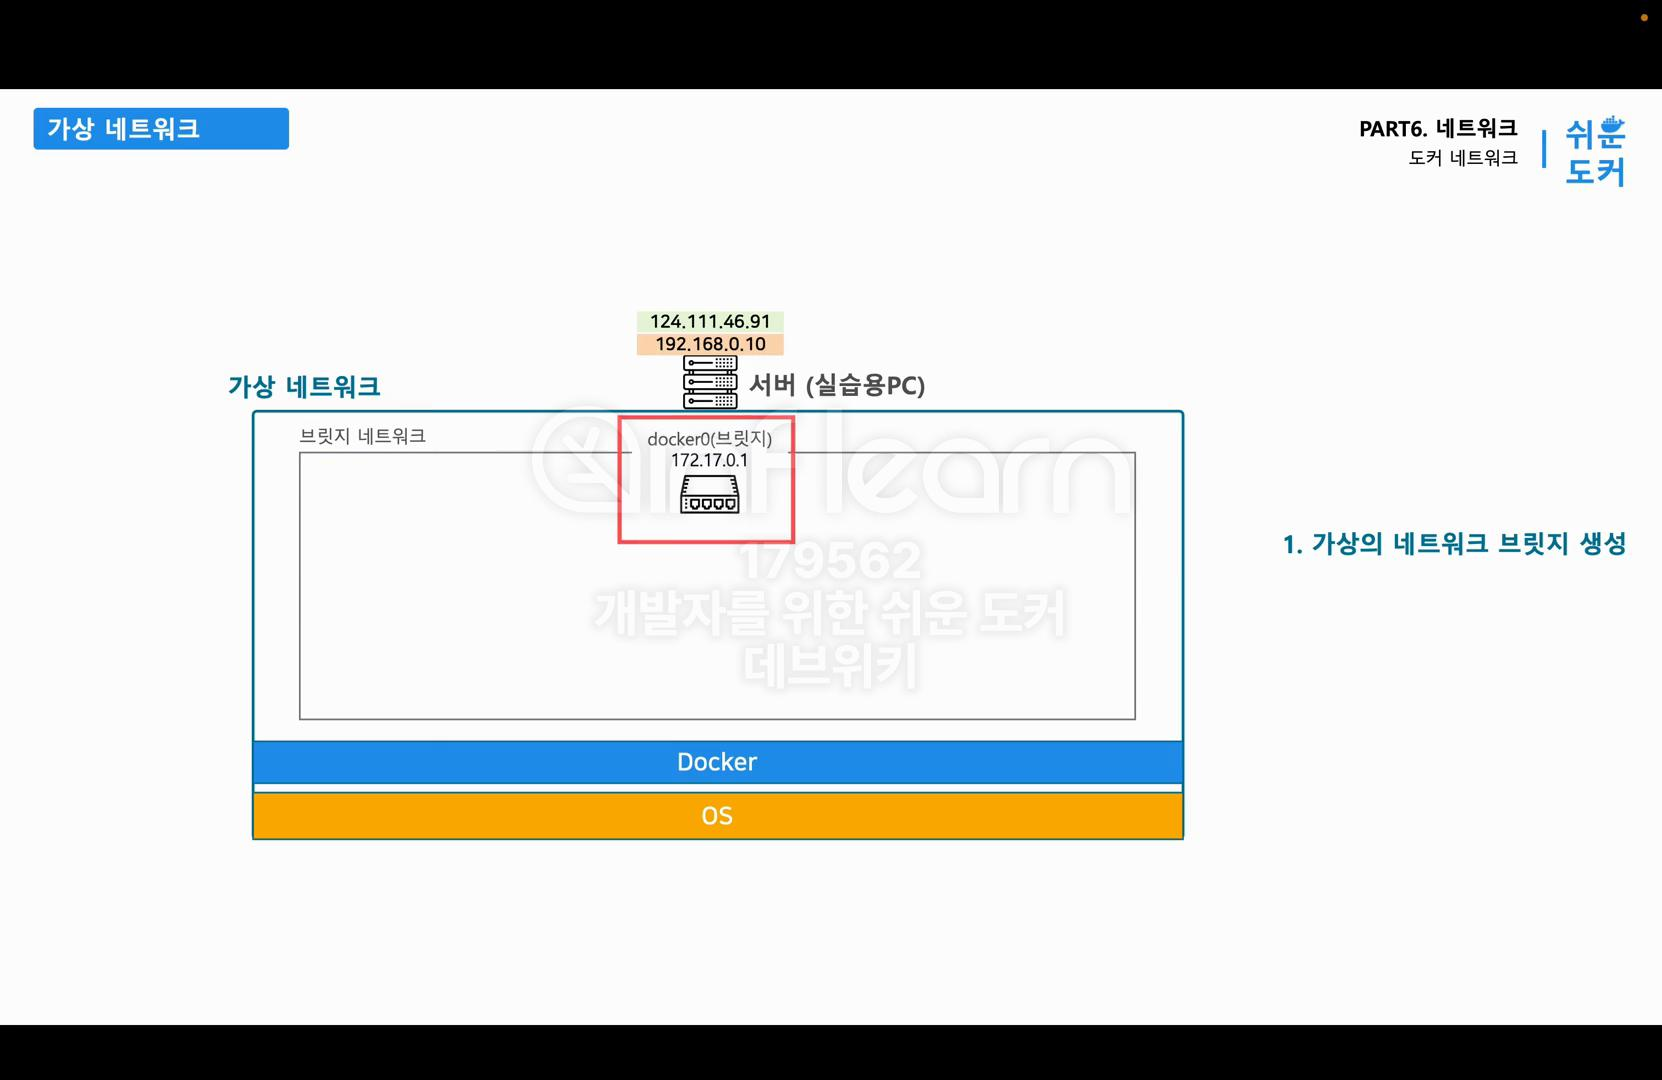 가상 네트워크
PART6. 네트워크
도커 네트워크
쉬운
도커
124.111.46.91
192.168.0.10
서버 (실습용PC)
가상 네트워크
브릿지 네트워크
docker0(브릿지)
172.17.0.1
inflearn
179562
개발자를 위한 쉬운 도커
데브위키
1. 가상의 네트워크 브릿지 생성
Docker
OS